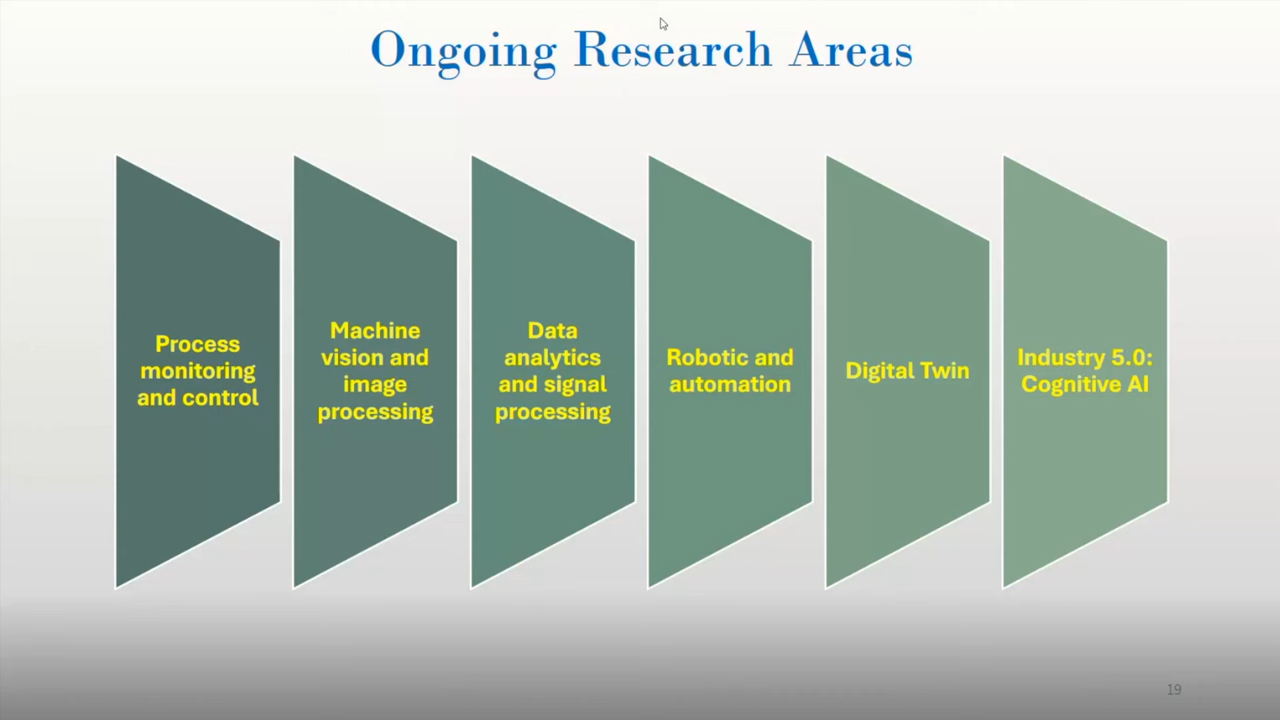 Ongoing Research Areas
Process
monitoring
and control
Machine
vision and
image
processing
Data
analytics
and signal
processing
Robotic and
automation
Digital Twin
Industry 5.0:
Cognitive AI
19